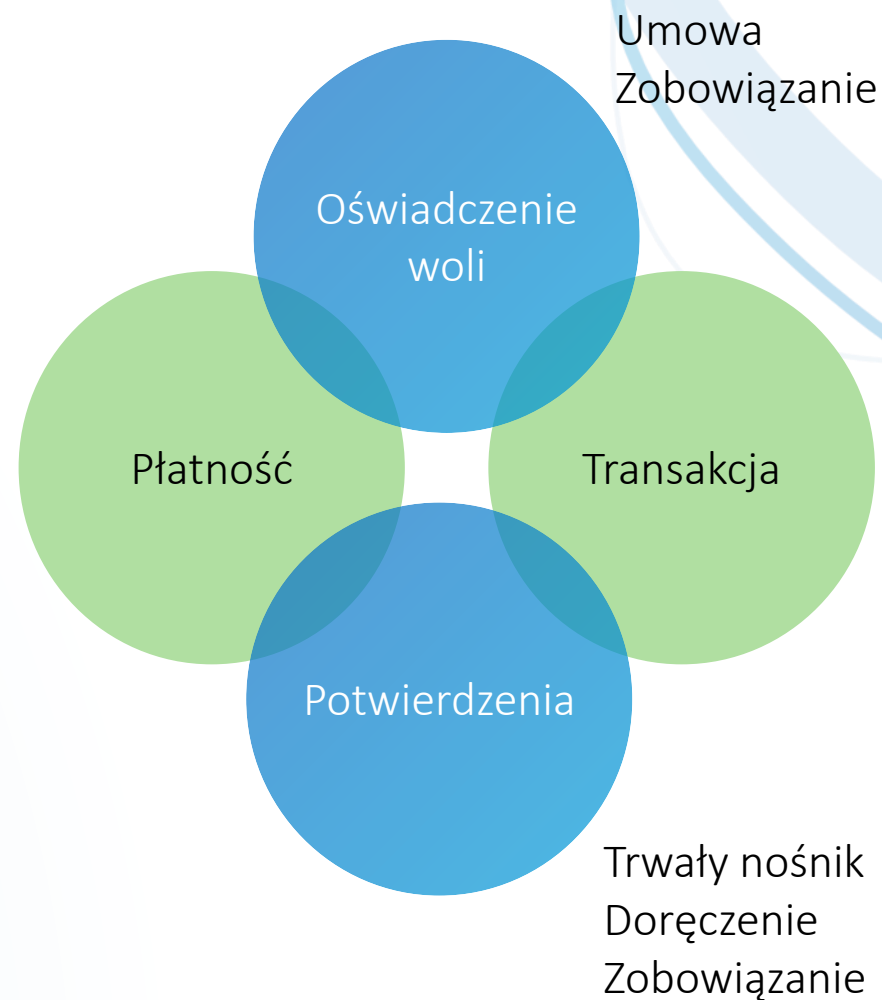 Umowa
Zobowiązanie
Oświadczenie
woli
Płatność
Transakcja
Potwierdzenia
Trwały nośnik
Doręczenie
Zobowiązanie